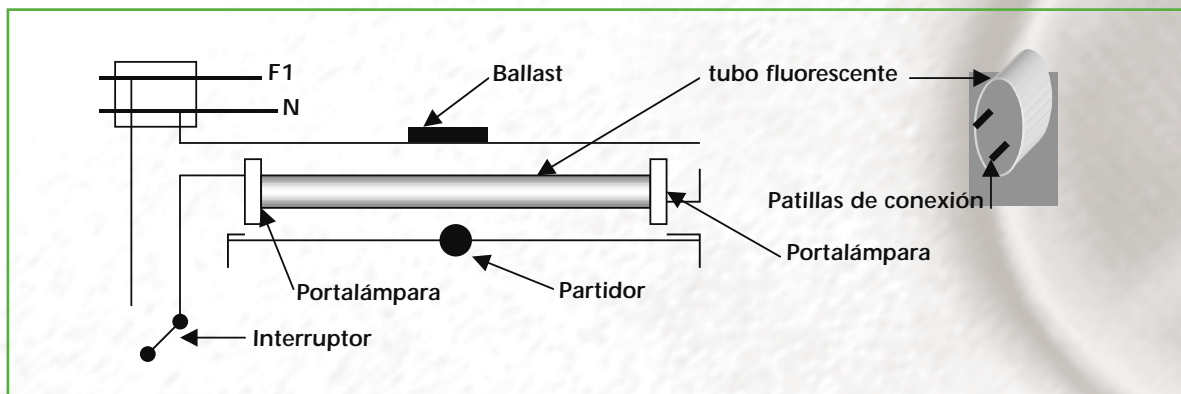 F1
Ballast
tubo fluorescente
N
Patillas de conexión
Portalámpara
Portalámpara
Partidor
Interruptor